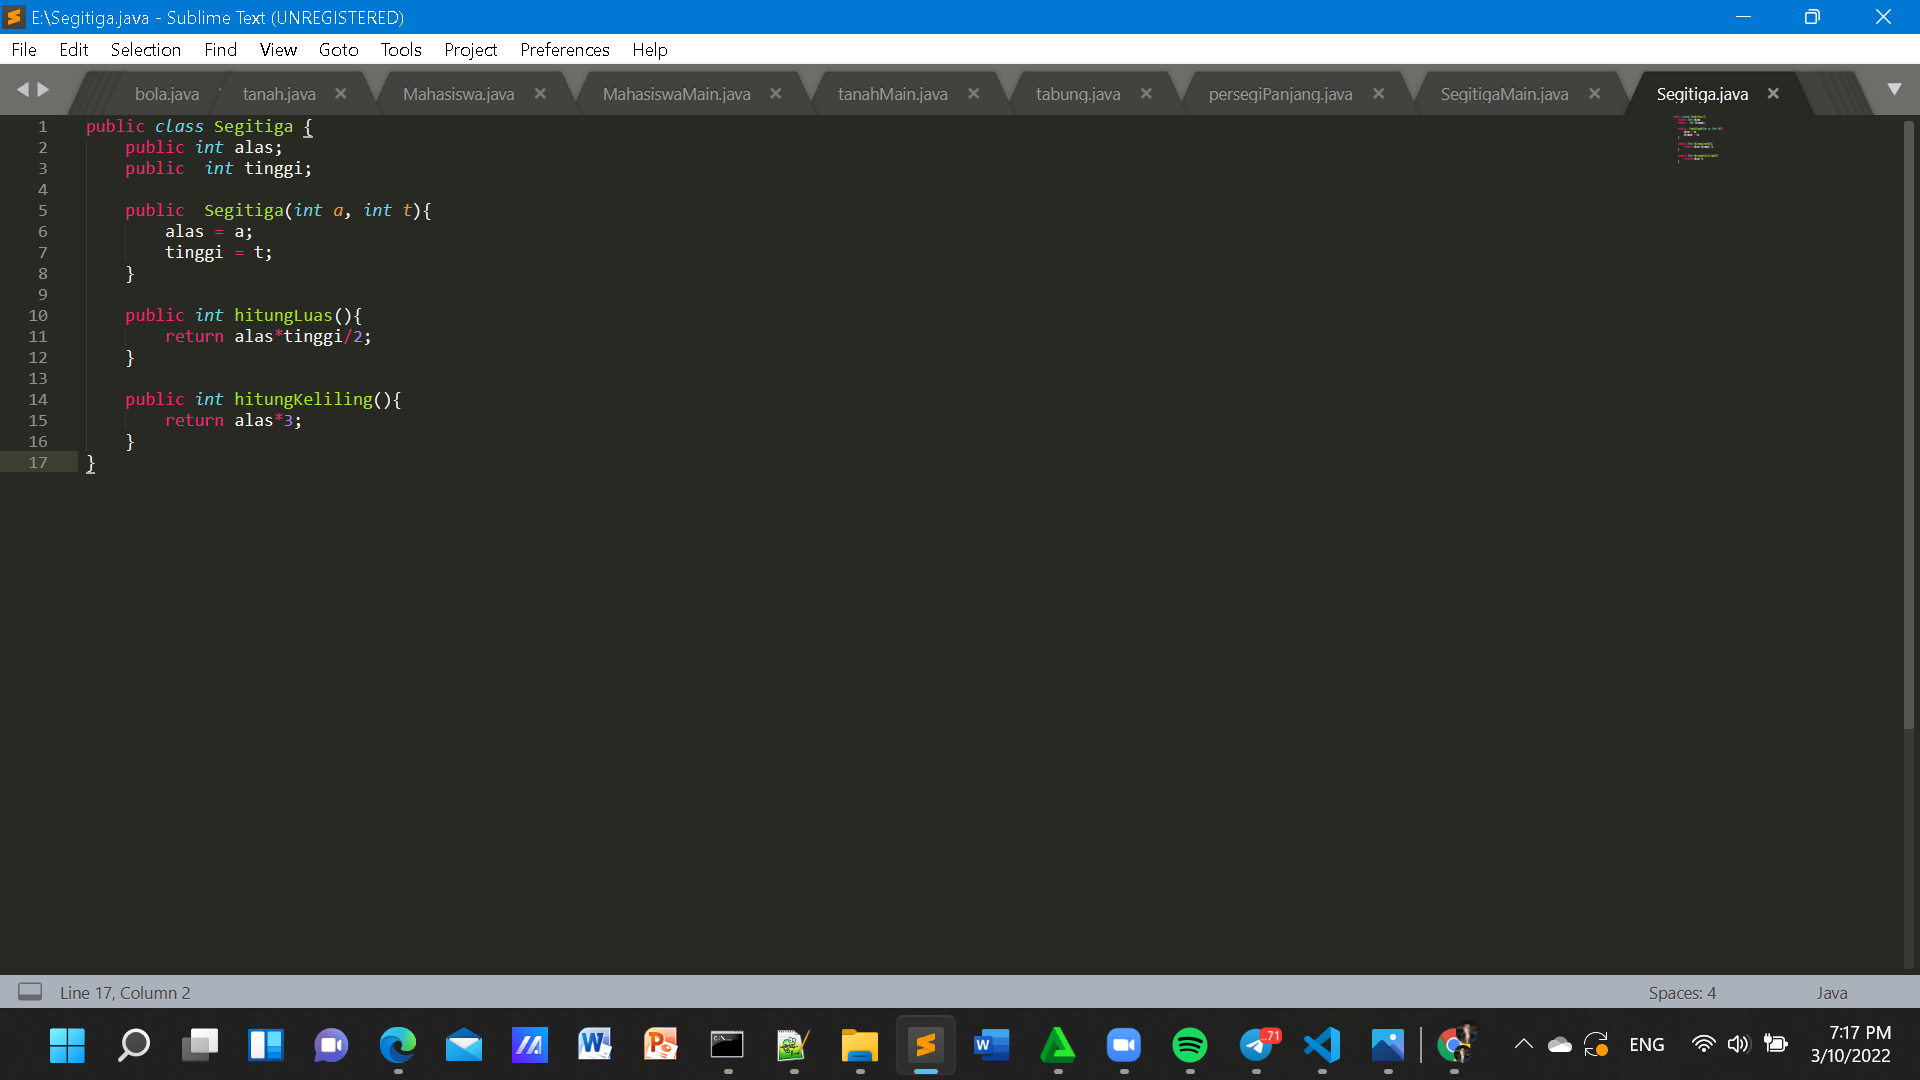 E:\Segitiga.java - Sublime Text (UNREGISTERED)
File Edit Selection Find View Goto Tools Project Preferences Help
bola.java tanah.java Mahasiswa.java MahasiswaMain.java tanahMain.java tabung.java persegiPanjang.java SegitigaMain.java Segitiga.java
1 public class Segitiga {
2     public int alas;
3     public  int tinggi;
4
5     public  Segitiga(int a, int t){
6         alas = a;
7         tinggi = t;
8     }
9
10     public int hitungLuas(){
11         return alas*tinggi/2;
12     }
13
14     public int hitungKeliling(){
15         return alas*3;
16     }
17 }
Line 17, Column 2 Spaces: 4 Java
71 ENG 7:17 PM
3/10/2022